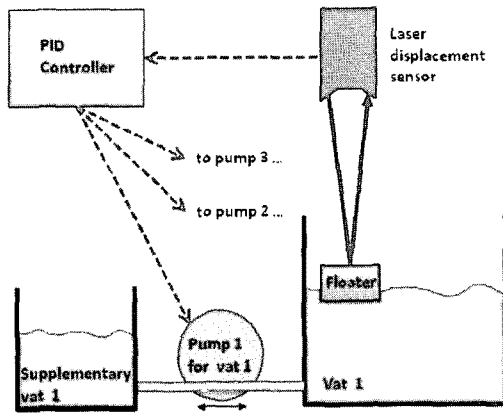 PID
Controller
Laser
displacement
sensor
to pump 3 ...
to pump 2 ...
Floater
Pump 1
for vat 1
Supplementary
vat 1
Vat 1